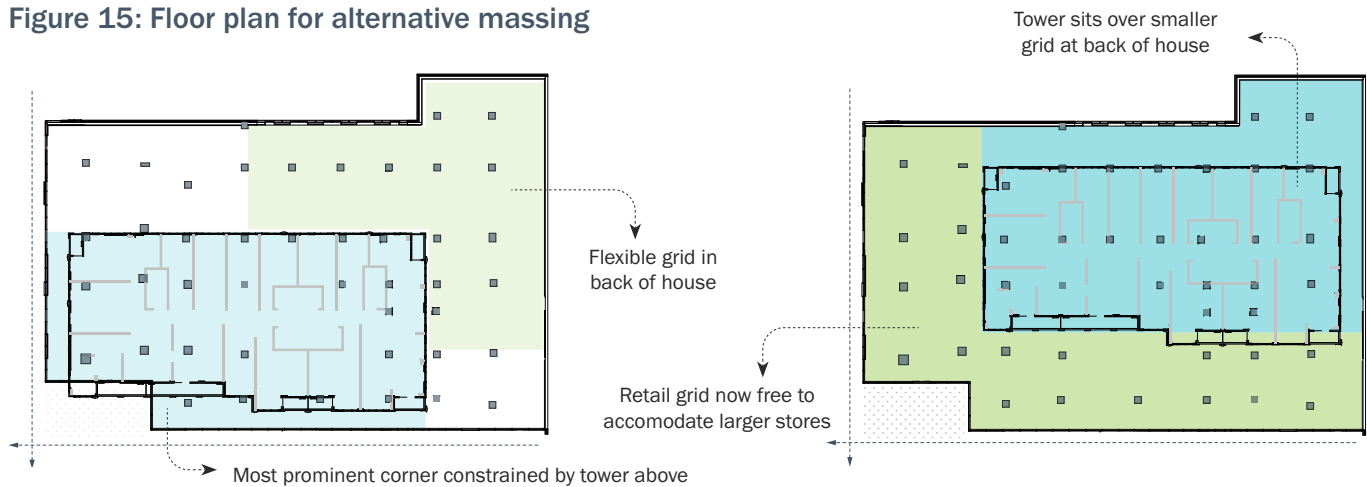 Figure 15: Floor plan for alternative massing
Tower sits over smaller
grid at back of house
Flexible grid in
back of house
Retail grid now free to
accomodate larger stores
Most prominent corner constrained by tower above